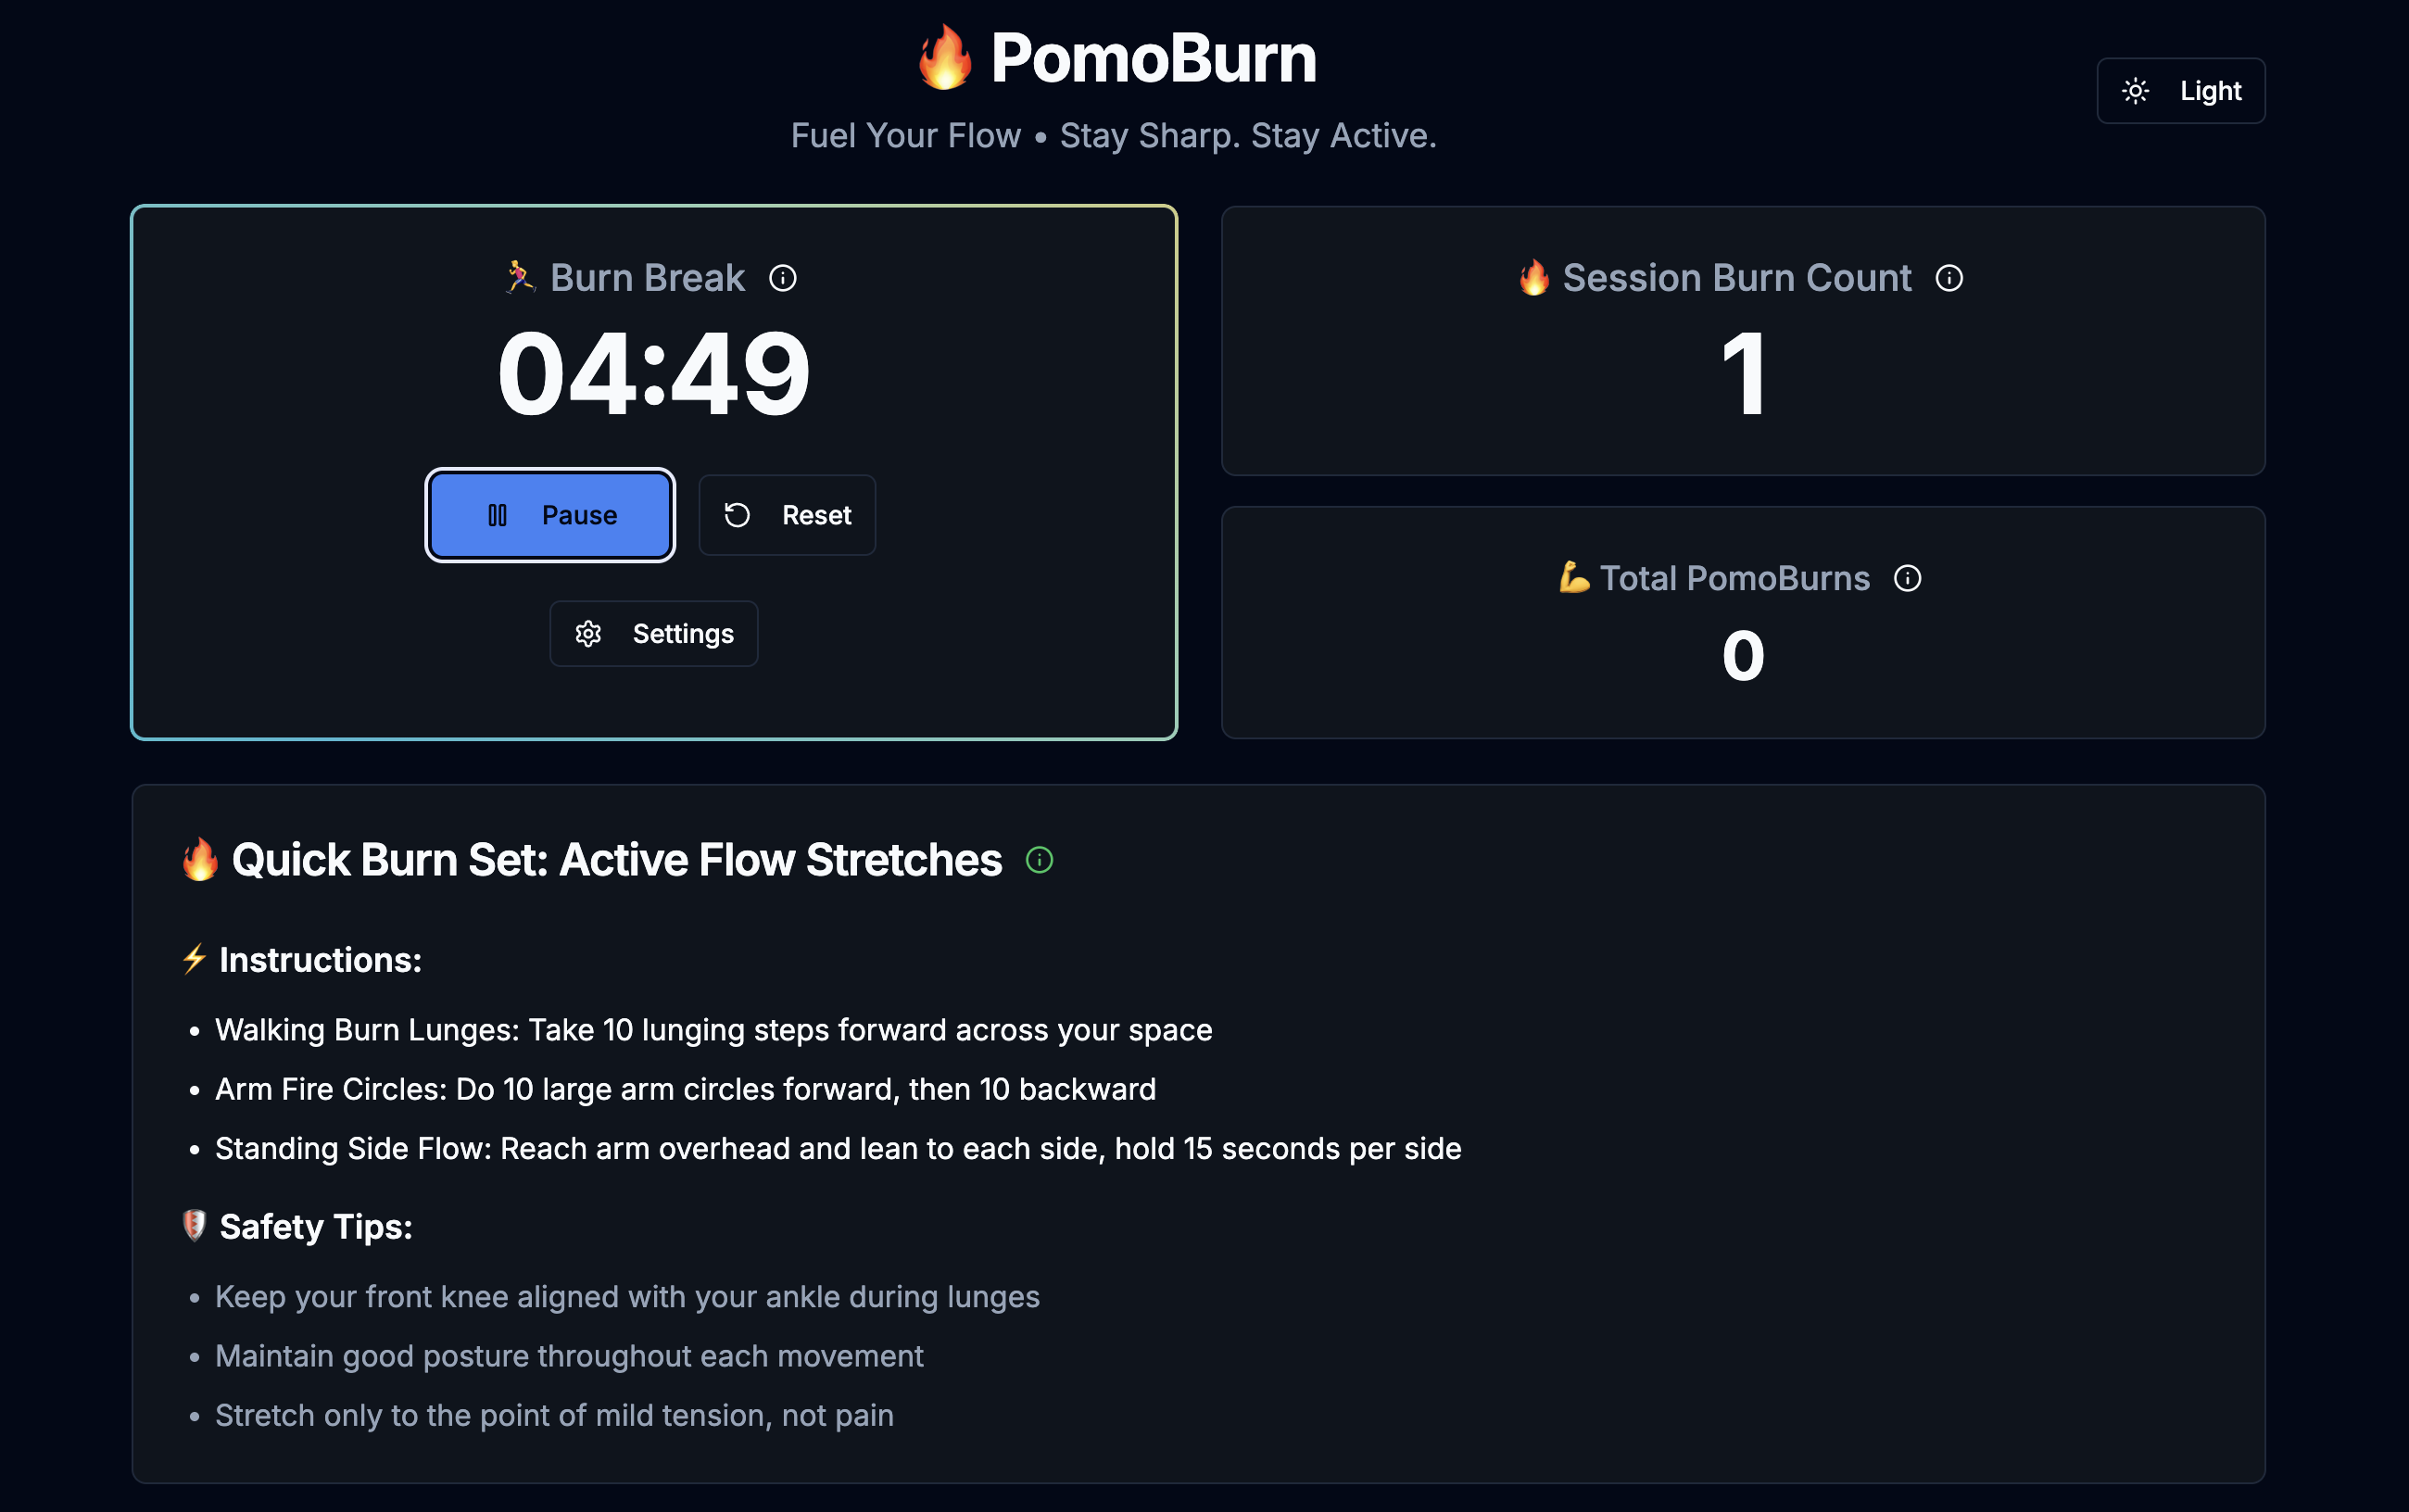 🔥 PomoBurn
Fuel Your Flow • Stay Sharp. Stay Active.
Light
🏃 Burn Break
04:49
Pause
Reset
Settings
🔥 Session Burn Count
1
💪 Total PomoBurns
0
🔥 Quick Burn Set: Active Flow Stretches
⚡ Instructions:
• Walking Burn Lunges: Take 10 lunging steps forward across your space
• Arm Fire Circles: Do 10 large arm circles forward, then 10 backward
• Standing Side Flow: Reach arm overhead and lean to each side, hold 15 seconds per side
🛡️ Safety Tips:
• Keep your front knee aligned with your ankle during lunges
• Maintain good posture throughout each movement
• Stretch only to the point of mild tension, not pain